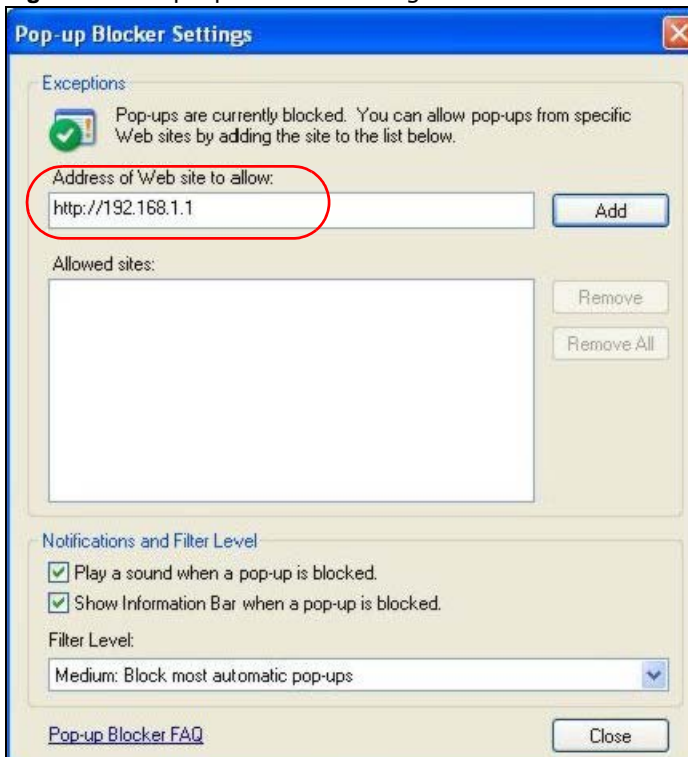 Pop-up Blocker Settings
Exceptions
Pop-ups are currently blocked. You can allow pop-ups from specific
Web sites by adding the site to the list below.
Address of Web site to allow:
http://192.168.1.1
Add
Allowed sites:
Remove
Remove All
Notifications and Filter Level
Play a sound when a pop-up is blocked.
Show Information Bar when a pop-up is blocked.
Filter Level:
Medium: Block most automatic pop-ups
Pop-up Blocker FAQ
Close